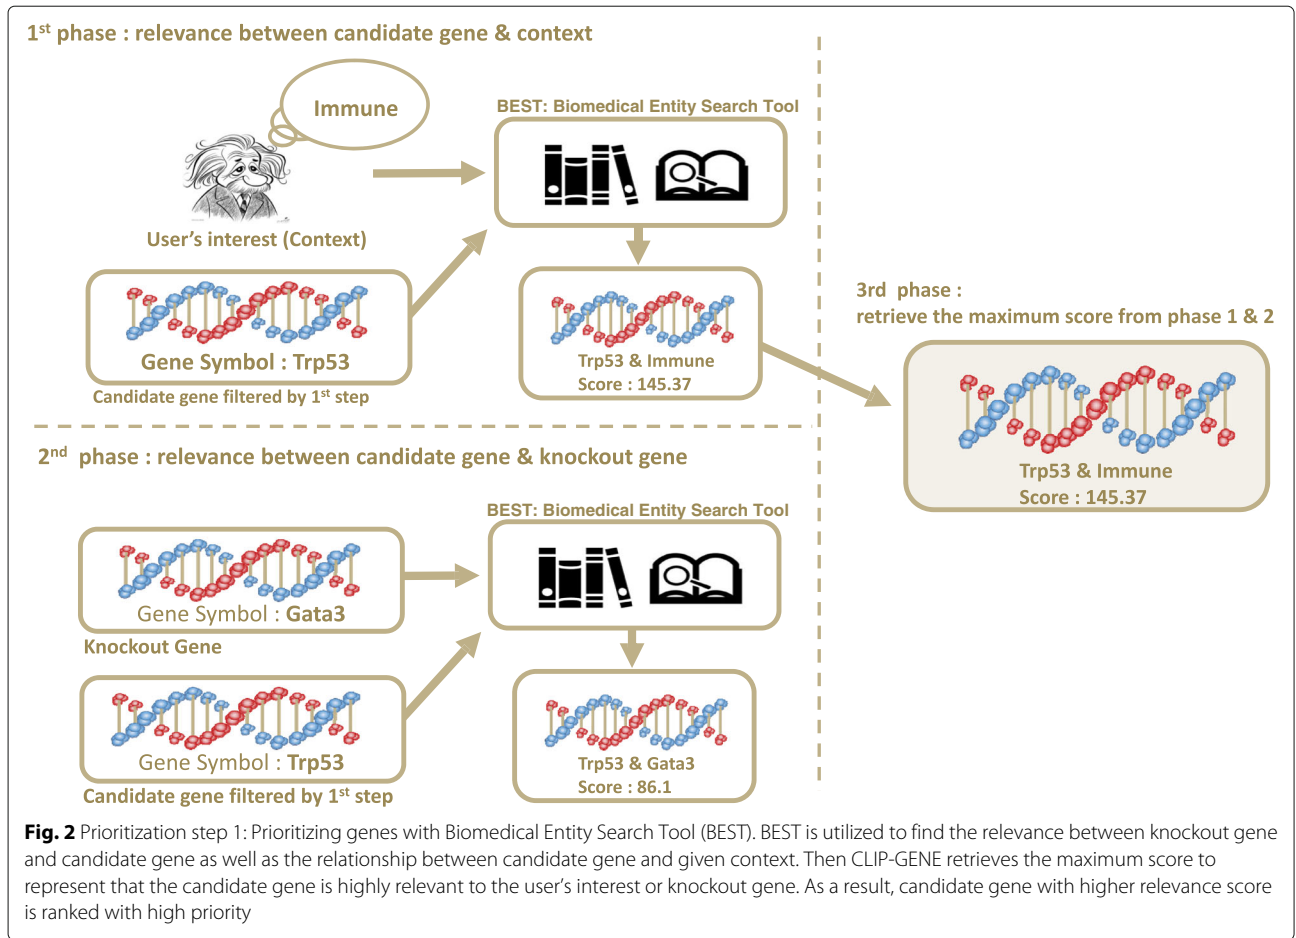 1st phase : relevance between candidate gene & context
Immune
BEST: Biomedical Entity Search Tool
User's interest (Context)
Gene Symbol : Trp53
Candidate gene filtered by 1st step
Trp53 & Immune
Score : 145.37
2nd phase : relevance between candidate gene & knockout gene
BEST: Biomedical Entity Search Tool
Gene Symbol : Gata3
Knockout Gene
Gene Symbol : Trp53
Candidate gene filtered by 1st step
Trp53 & Gata3
Score : 86.1
3rd phase :
retrieve the maximum score from phase 1 & 2
Trp53 & Immune
Score : 145.37
Fig. 2 Prioritization step 1: Prioritizing genes with Biomedical Entity Search Tool (BEST). BEST is utilized to find the relevance between knockout gene
and candidate gene as well as the relationship between candidate gene and given context. Then CLIP-GENE retrieves the maximum score to
represent that the candidate gene is highly relevant to the user's interest or knockout gene. As a result, candidate gene with higher relevance score
is ranked with high priority